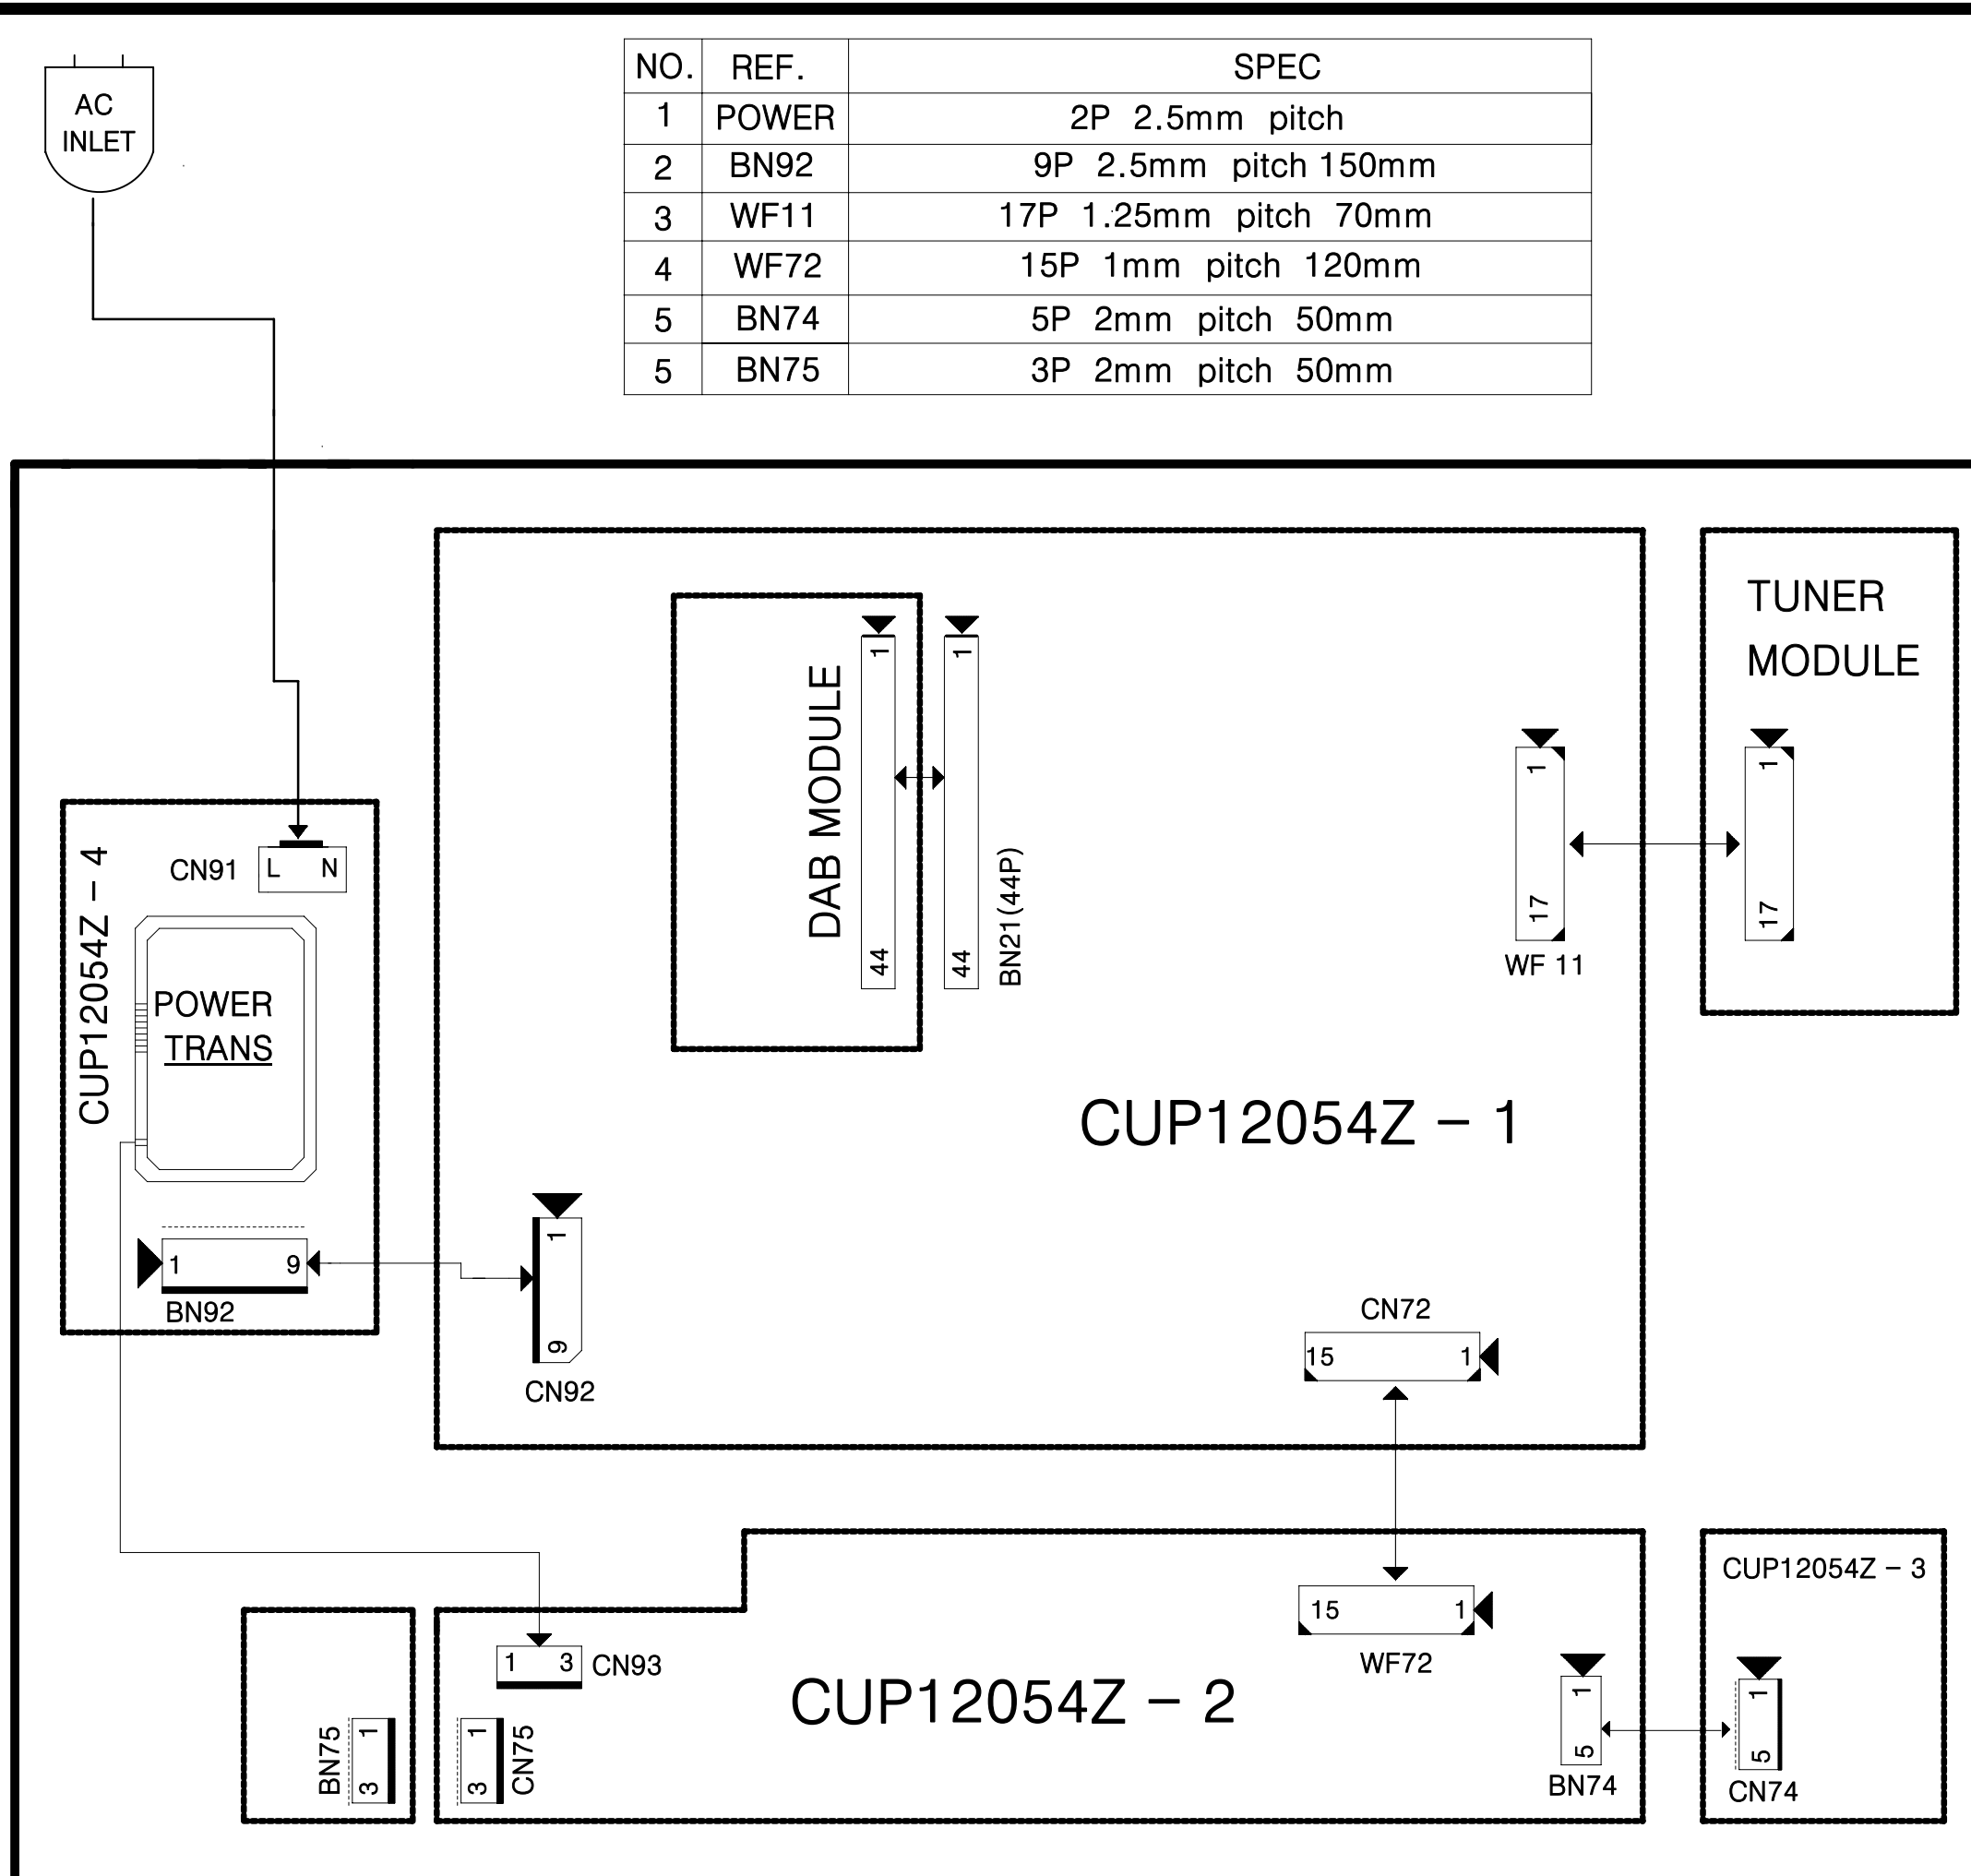 AC
INLET
NO. REF. SPEC
1 POWER 2P 2.5mm pitch
2 BN92 9P 2.5mm pitch 150mm
3 WF11 17P 1.25mm pitch 70mm
4 WF72 15P 1mm pitch 120mm
5 BN74 5P 2mm pitch 50mm
5 BN75 3P 2mm pitch 50mm
CUP12054Z - 4
CN91
L N
POWER
TRANS
1 9
BN92
DAB MODULE
1
44
1
44
BN21(44P)
1
17
WF 11
TUNER
MODULE
1
17
CUP12054Z - 1
1
9
CN92
CN72
15 1
15 1
WF72
CUP12054Z - 3
1 3 CN93
CUP12054Z - 2
BN75
1
3
1
3
CN75
1
5
BN74
1
5
CN74